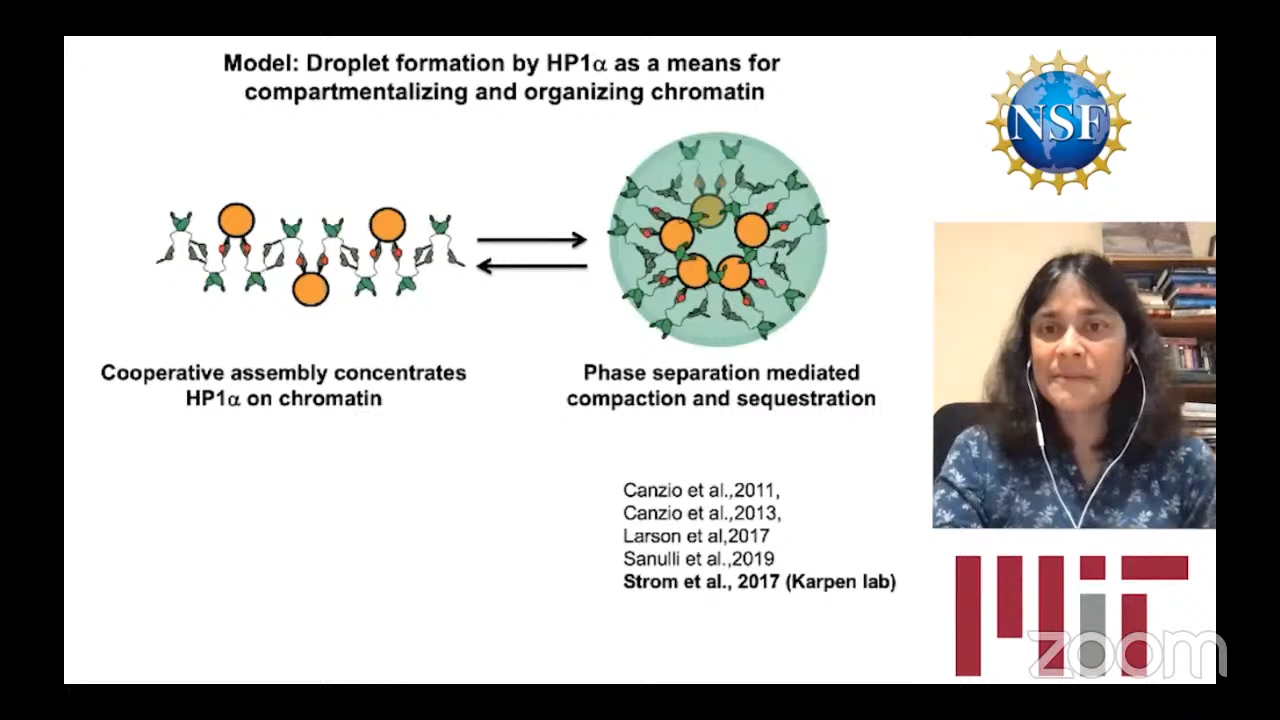 Model: Droplet formation by HP1α as a means for
compartmentalizing and organizing chromatin
NSF
Cooperative assembly concentrates
HP1α on chromatin
Phase separation mediated
compaction and sequestration
Canzio et al.,2011,
Canzio et al.,2013,
Larson et al,2017
Sanulli et al.,2019
Strom et al., 2017 (Karpen lab)
MIT
zoom